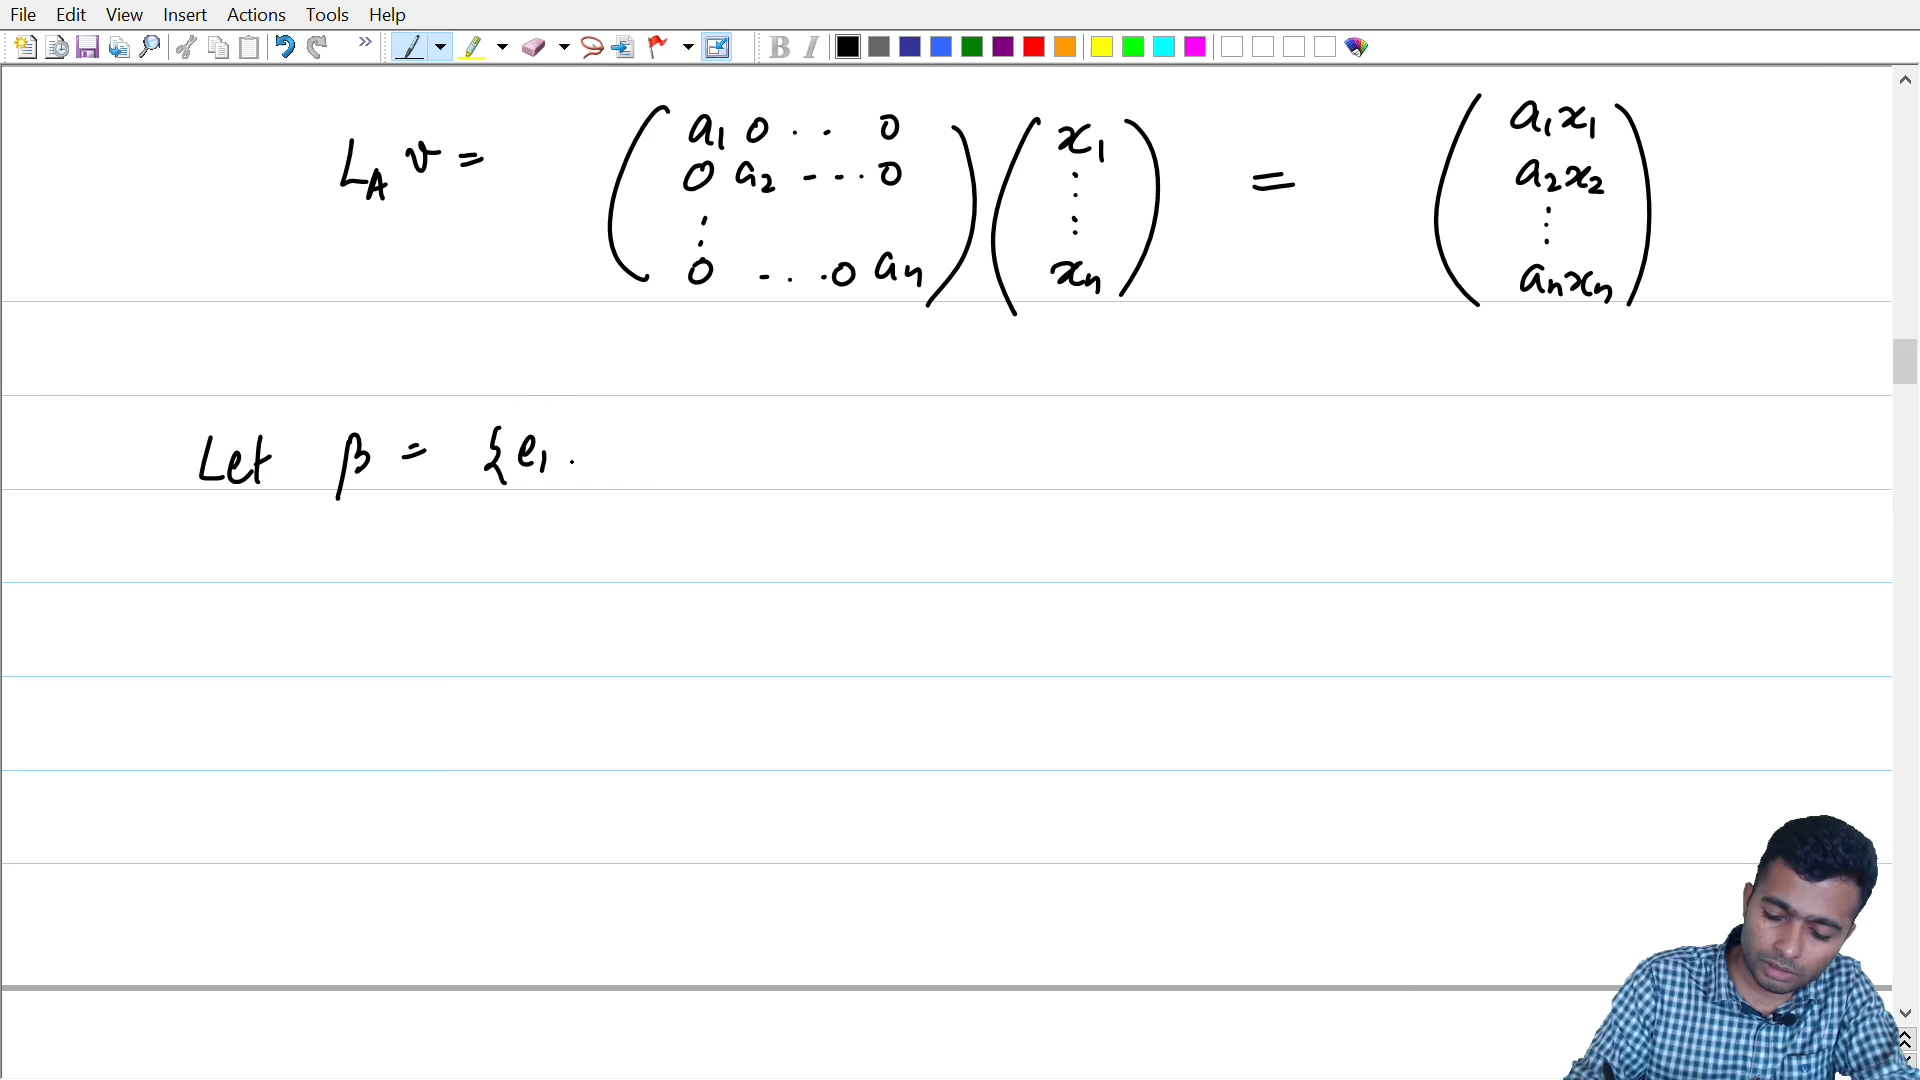 File Edit View Insert Actions Tools Help
B I
L_A v = ( a₁ 0 . . 0 ) ( x₁ ) = ( a₁x₁ )
0 a₂ - - . . 0 ⋮ a₂x₂
⋮ ⋮ ⋮
0 - . . 0 aₙ xₙ aₙxₙ
Let β = {e₁ .